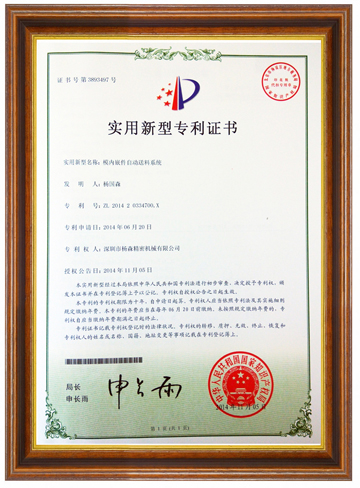 证书号第3893497号
实用新型专利证书
实用新型名称：模内嵌件自动送料系统
发 明 人：杨国森
专 利 号：ZL 2014 2 0334700.X
专利申请日：2014年06月20日
专 利 权 人：深圳市杨森精密机械有限公司
授权公告日：2014年11月05日
本实用新型经过本局依照中华人民共和国专利法进行初步审查，决定授予专利权，颁
发本证书并在专利登记簿上予以登记。专利权自授权公告之日起生效。
本专利的专利权期限为十年，自申请日起算。专利权人应当依照专利法及其实施细则
规定缴纳年费。本专利的年费应当在每年06月20日前缴纳。未按照规定缴纳年费的，专
利权自应当缴纳年费期满之日起终止。
专利证书记载专利权登记时的法律状况。专利权的转移、质押、无效、终止、恢复和
专利权人的姓名或名称、国籍、地址变更等事项记载在专利登记簿上。
局长
申长雨
申长雨
中华人民共和国国家知识产权局
2014年11月05日
第1页(共1页)